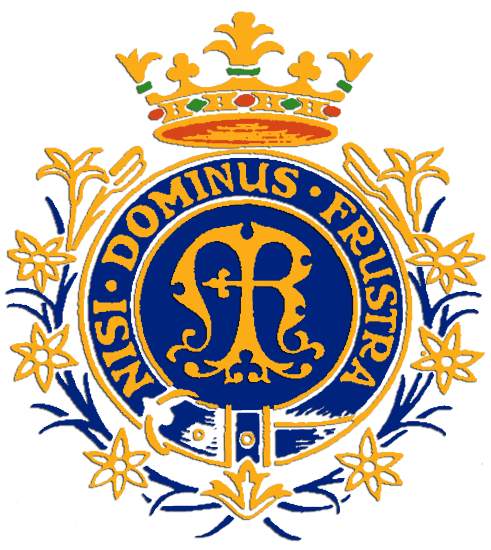 NISI · DOMINUS · FRUSTRA